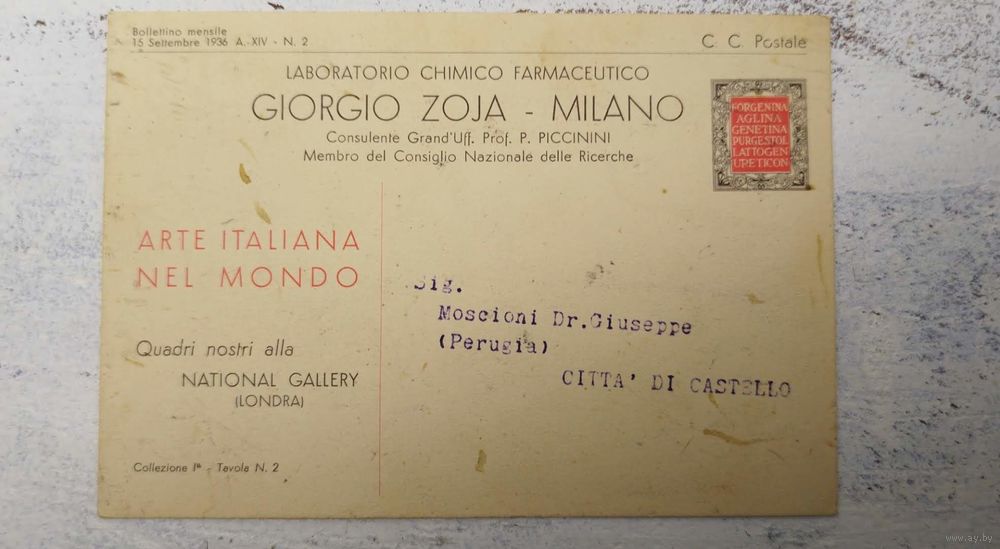 Bollettino mensile
15 Settembre 1936 A. XIV - N. 2
C. C. Postale
LABORATORIO CHIMICO FARMACEUTICO
GIORGIO ZOJA - MILANO
Consulente Grand'Uff. Prof. P. PICCININI
Membro del Consiglio Nazionale delle Ricerche
FORGENINA
AGLINA
GENETINA
PURGESTOL
LATTOGEN
URETICON
ARTE ITALIANA
NEL MONDO
Quadri nostri alla
NATIONAL GALLERY
(LONDRA)
Collezione Iª - Tavola N. 2
Sig.
Moscioni Dr.Giuseppe
(Perugia)
CITTA' DI CASTELLO
www.ay.by